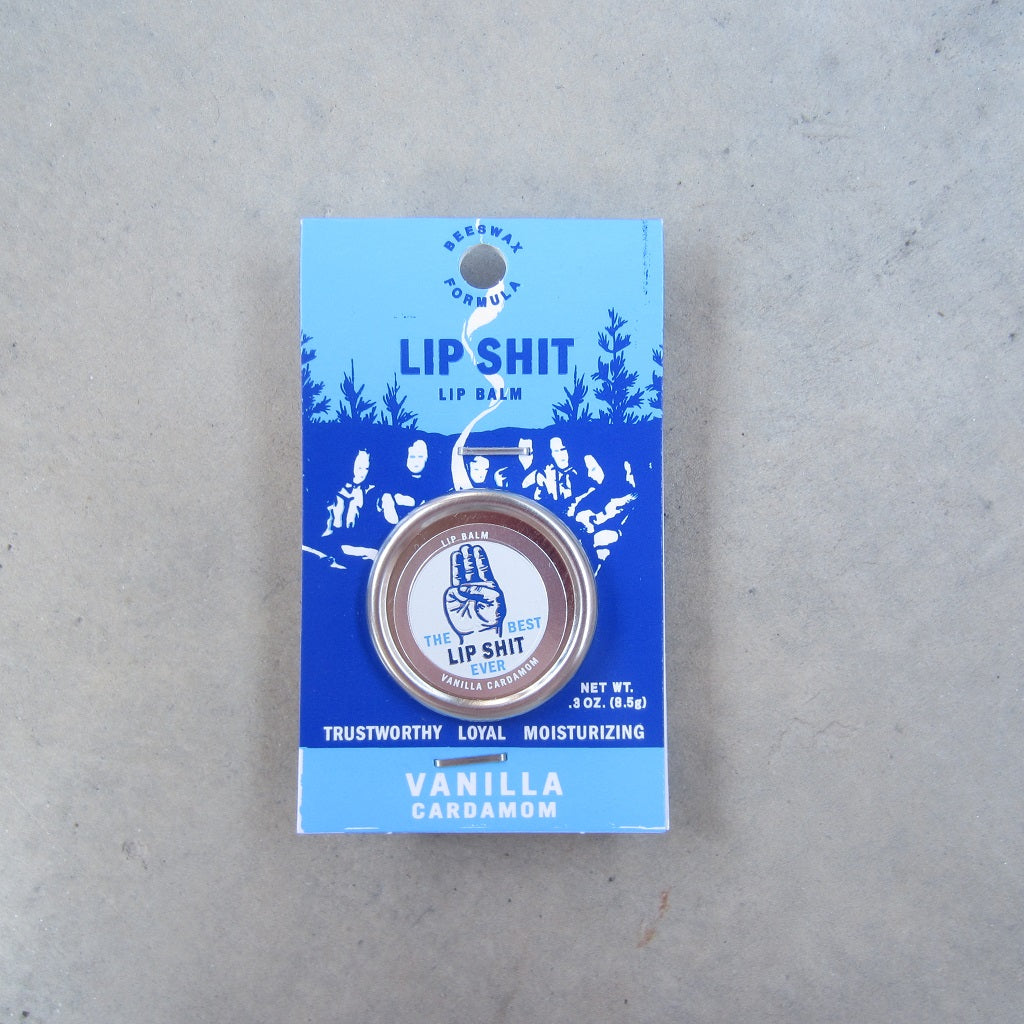 BEESWAX
FORMULA
LIP SHIT
LIP BALM
LIP BALM
THE BEST
LIP SHIT
EVER
VANILLA CARDAMOM
NET WT.
.3 OZ. (8.5g)
TRUSTWORTHY LOYAL MOISTURIZING
VANILLA
CARDAMOM